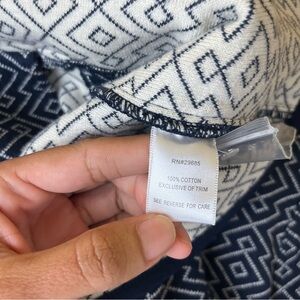 RN#29685
100% COTTON
EXCLUSIVE OF TRIM
SEE REVERSE FOR CARE